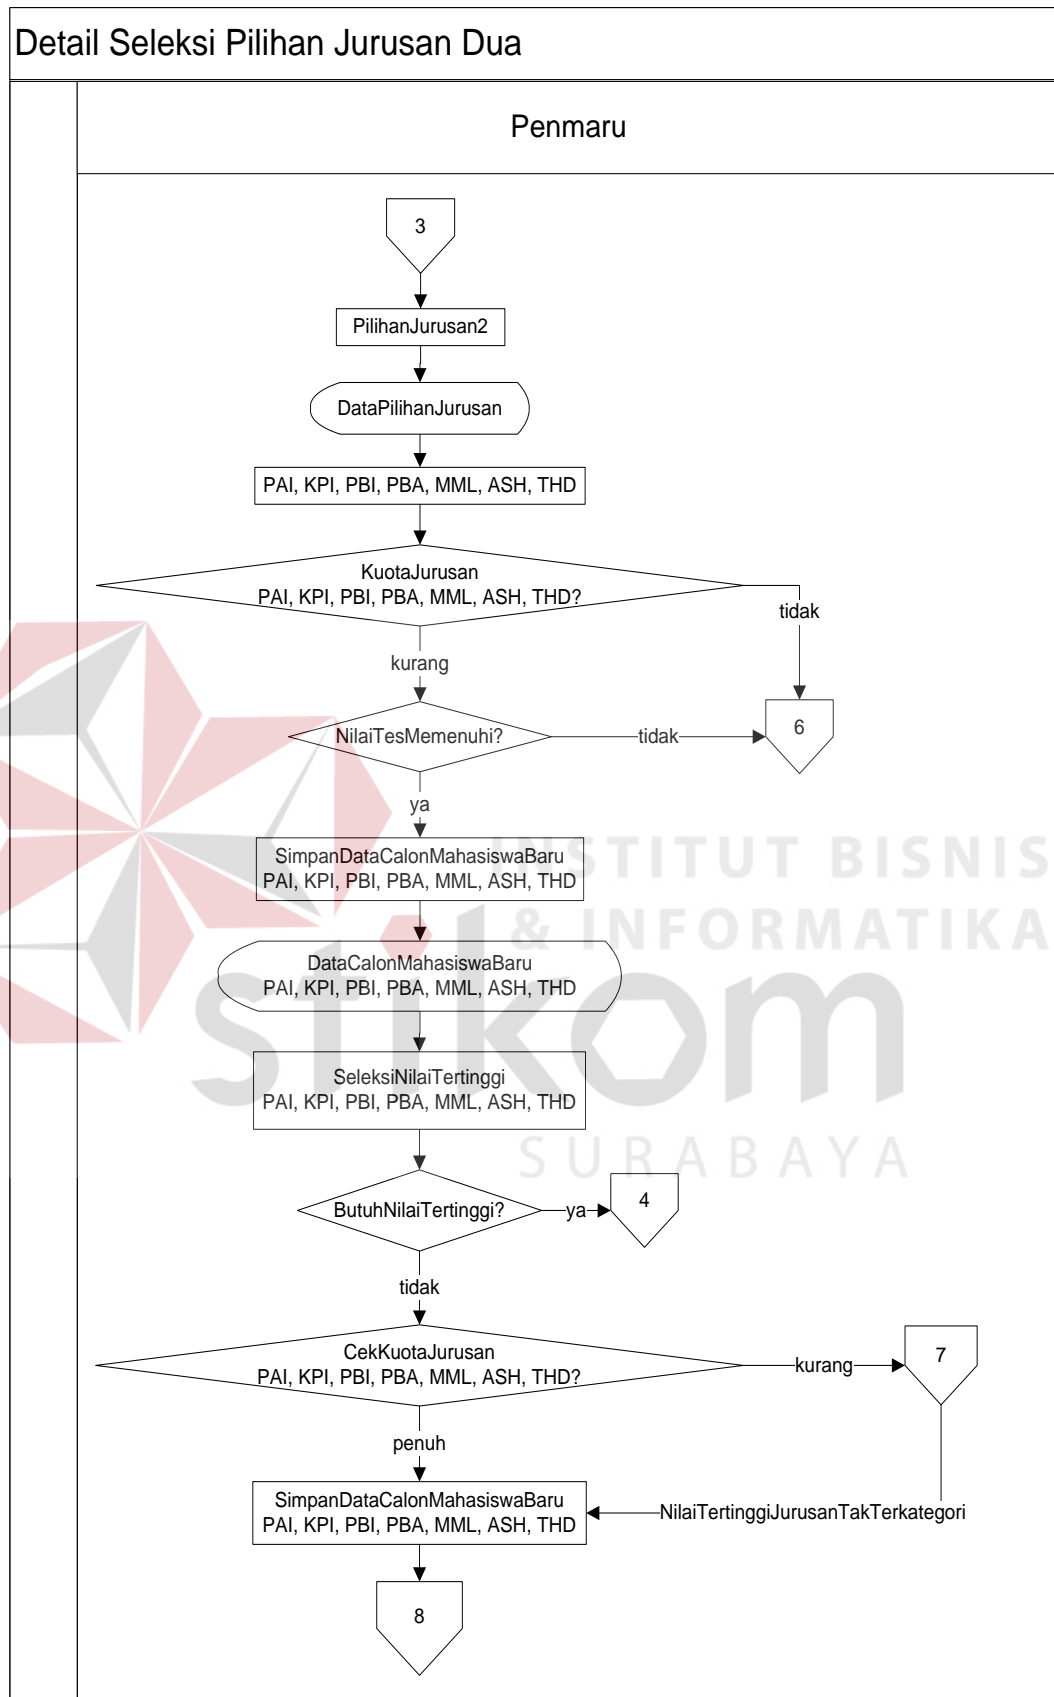 Detail Seleksi Pilihan Jurusan Dua
Penmaru
3
PilihanJurusan2
DataPilihanJurusan
PAI, KPI, PBI, PBA, MML, ASH, THD
KuotaJurusan
PAI, KPI, PBI, PBA, MML, ASH, THD?
tidak
kurang
NilaiTesMemenuhi?
tidak
6
ya
SimpanDataCalonMahasiswaBaru
PAI, KPI, PBI, PBA, MML, ASH, THD
INSTITUT BISNIS
& INFORMATIKA
DataCalonMahasiswaBaru
PAI, KPI, PBI, PBA, MML, ASH, THD
stikom
SeleksiNilaiTertinggi
PAI, KPI, PBI, PBA, MML, ASH, THD
SURABAYA
ButuhNilaiTertinggi?
ya
4
tidak
CekKuotaJurusan
PAI, KPI, PBI, PBA, MML, ASH, THD?
kurang
7
penuh
SimpanDataCalonMahasiswaBaru
PAI, KPI, PBI, PBA, MML, ASH, THD
NilaiTertinggiJurusanTakTerkategori
8